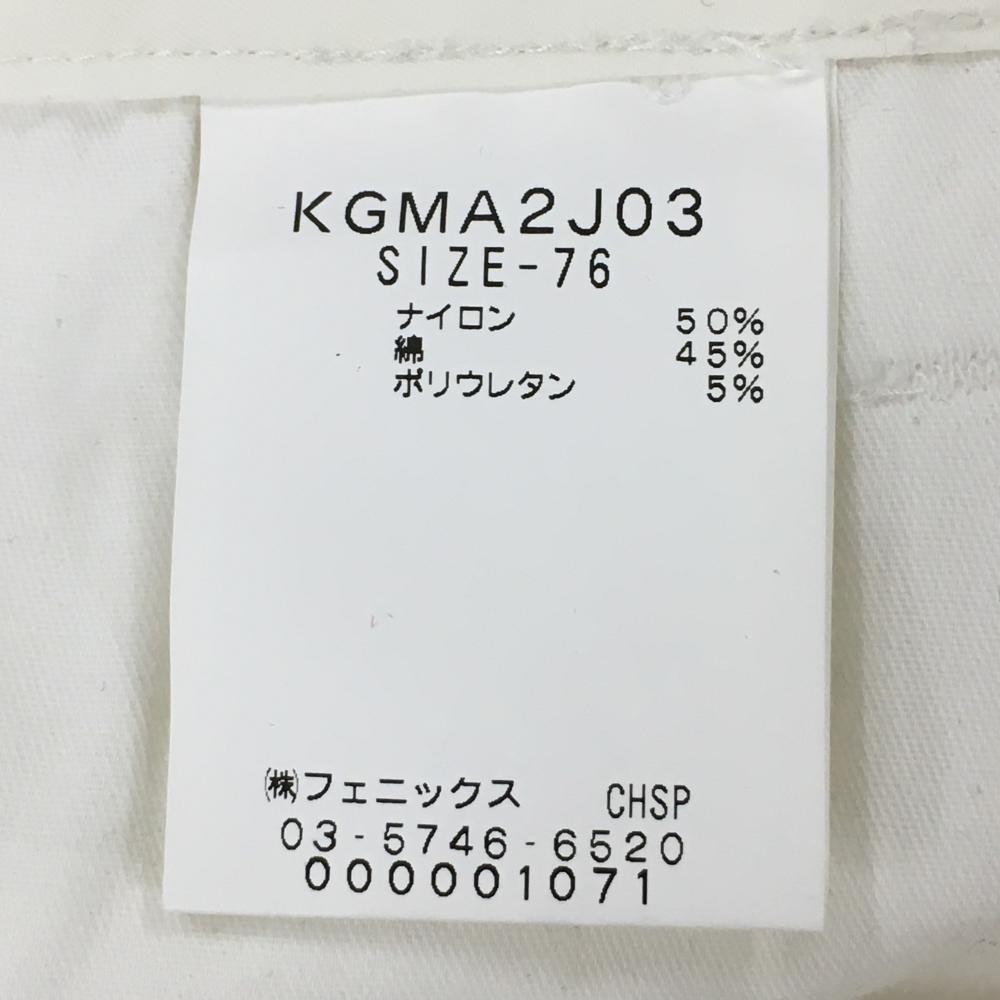 KGMA2J03
SIZE-76
ナイロン 50%
綿 45%
ポリウレタン 5%
㈱フェニックス CHSP
03-5746-6520
000001071